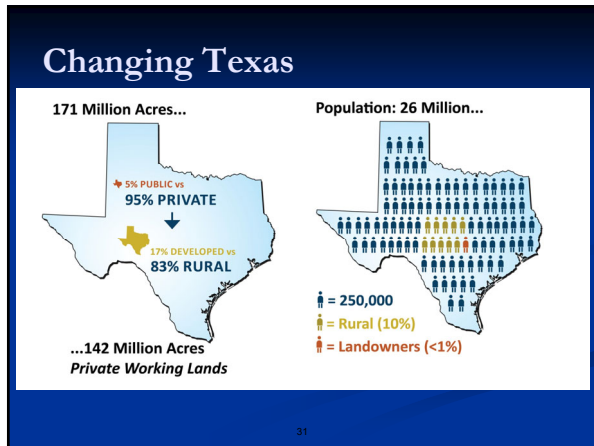 Changing Texas
171 Million Acres...
5% PUBLIC vs
95% PRIVATE
17% DEVELOPED vs
83% RURAL
...142 Million Acres
Private Working Lands
Population: 26 Million...
= 250,000
= Rural (10%)
= Landowners (<1%)
31